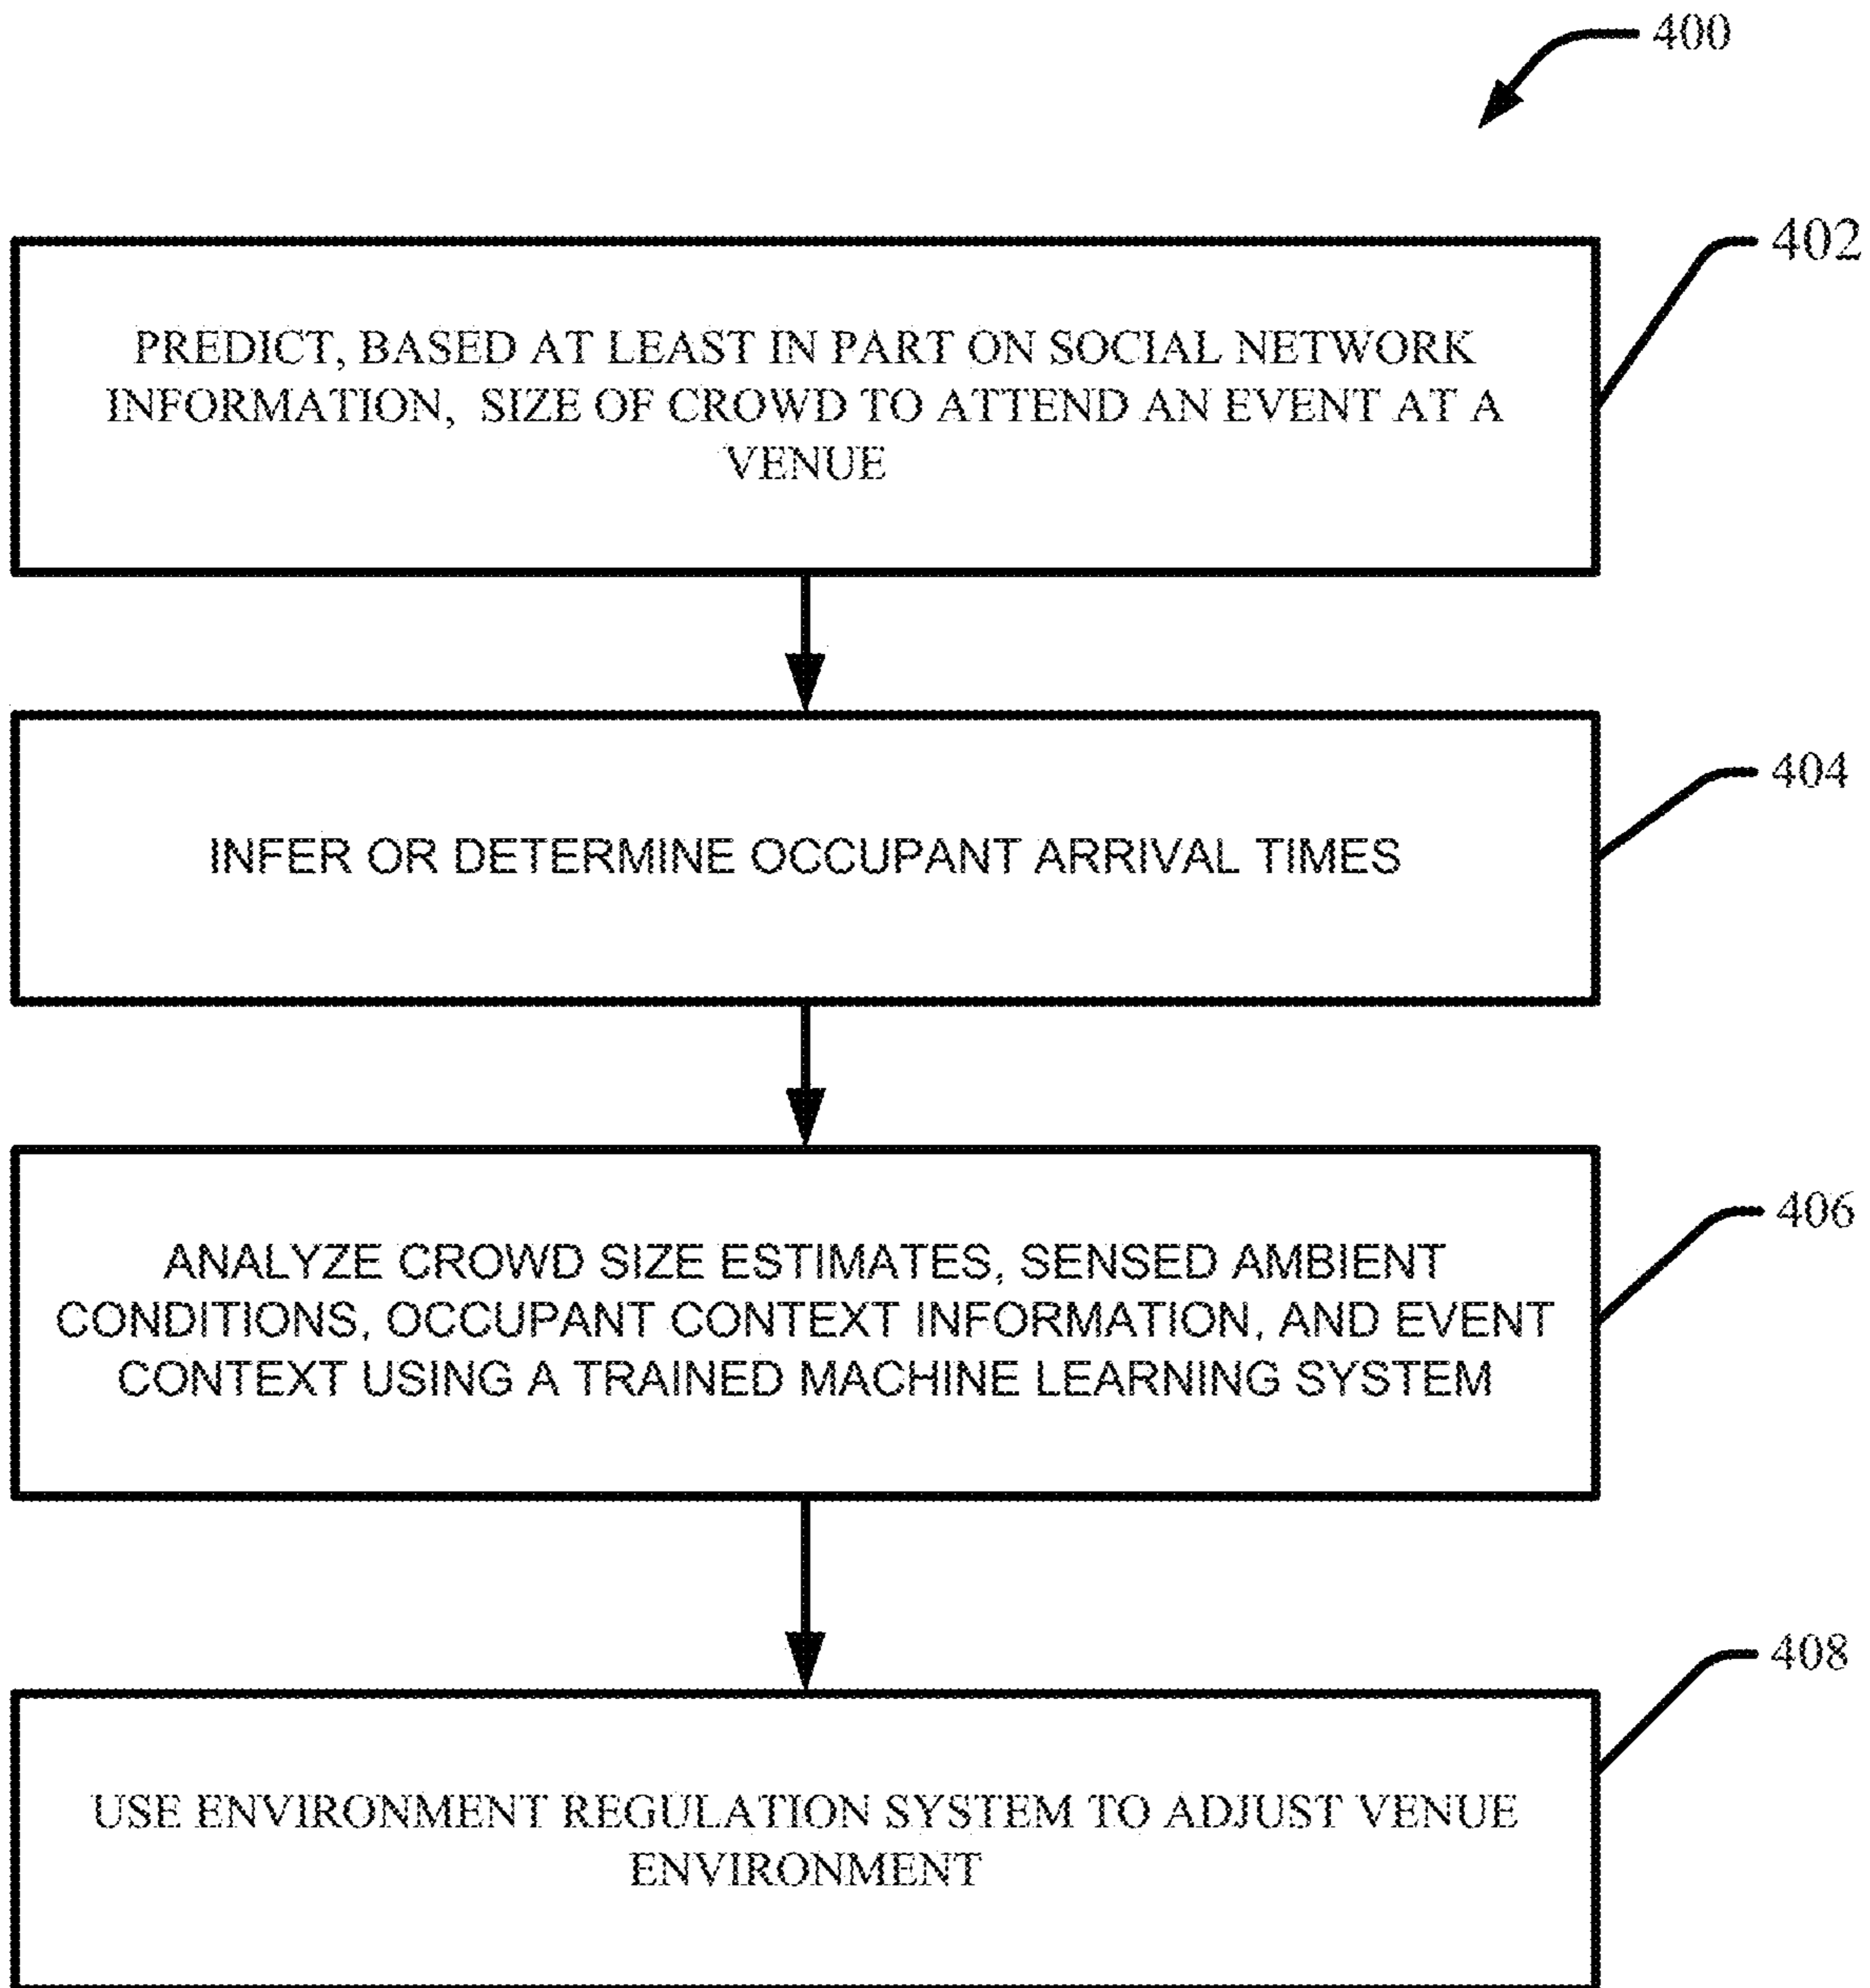 400
402
PREDICT, BASED AT LEAST IN PART ON SOCIAL NETWORK
INFORMATION, SIZE OF CROWD TO ATTEND AN EVENT AT A
VENUE
404
INFER OR DETERMINE OCCUPANT ARRIVAL TIMES
406
ANALYZE CROWD SIZE ESTIMATES, SENSED AMBIENT
CONDITIONS, OCCUPANT CONTEXT INFORMATION, AND EVENT
CONTEXT USING A TRAINED MACHINE LEARNING SYSTEM
408
USE ENVIRONMENT REGULATION SYSTEM TO ADJUST VENUE
ENVIRONMENT